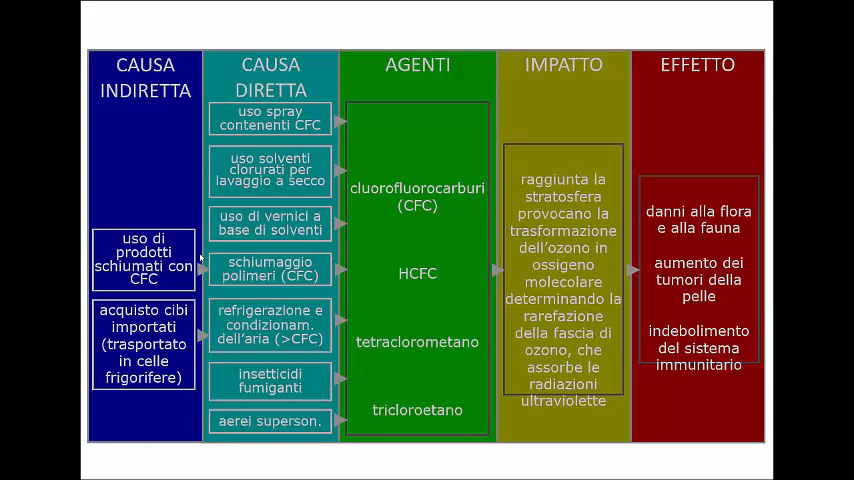 CAUSA
INDIRETTA
uso di
prodotti
schiumati con
CFC
acquisto cibi
importati
(trasportato
in celle
frigorifere)
CAUSA
DIRETTA
uso spray
contenenti CFC
uso solventi
clorurati per
lavaggio a secco
uso di vernici a
base di solventi
schiumaggio
polimeri (CFC)
refrigerazione e
condizionam.
dell'aria (>CFC)
insetticidi
fumiganti
aerei superson.
AGENTI
cluorofluorocarburi
(CFC)
HCFC
tetraclorometano
tricloroetano
IMPATTO
raggiunta la
stratosfera
provocano la
trasformazione
dell'ozono in
ossigeno
molecolare
determinando la
rarefazione
della fascia di
ozono, che
assorbe le
radiazioni
ultraviolette
EFFETTO
danni alla flora
e alla fauna
aumento dei
tumori della
pelle
indebolimento
del sistema
immunitario